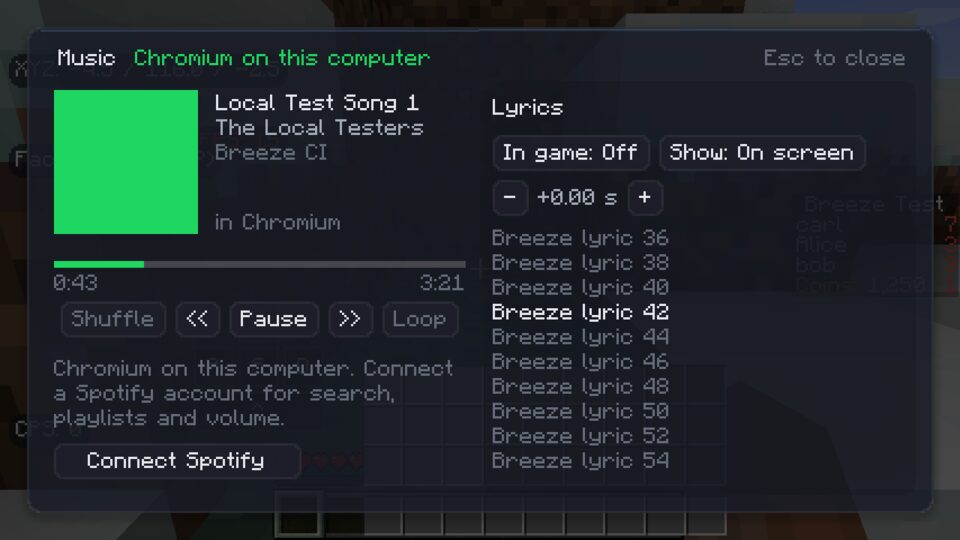 Music Chromium on this computer
Esc to close
Local Test Song 1
The Local Testers
Breeze CI
in Chromium
0:43
3:21
Shuffle
<<
Pause
>>
Loop
Chromium on this computer. Connect
a Spotify account for search,
playlists and volume.
Connect Spotify
Lyrics
In game: Off
Show: On screen
- +0.00 s +
Breeze lyric 36
Breeze lyric 38
Breeze lyric 40
Breeze lyric 42
Breeze lyric 44
Breeze lyric 46
Breeze lyric 48
Breeze lyric 50
Breeze lyric 52
Breeze lyric 54
Breeze Test
carl
Alice
bob
Coins: 1,250